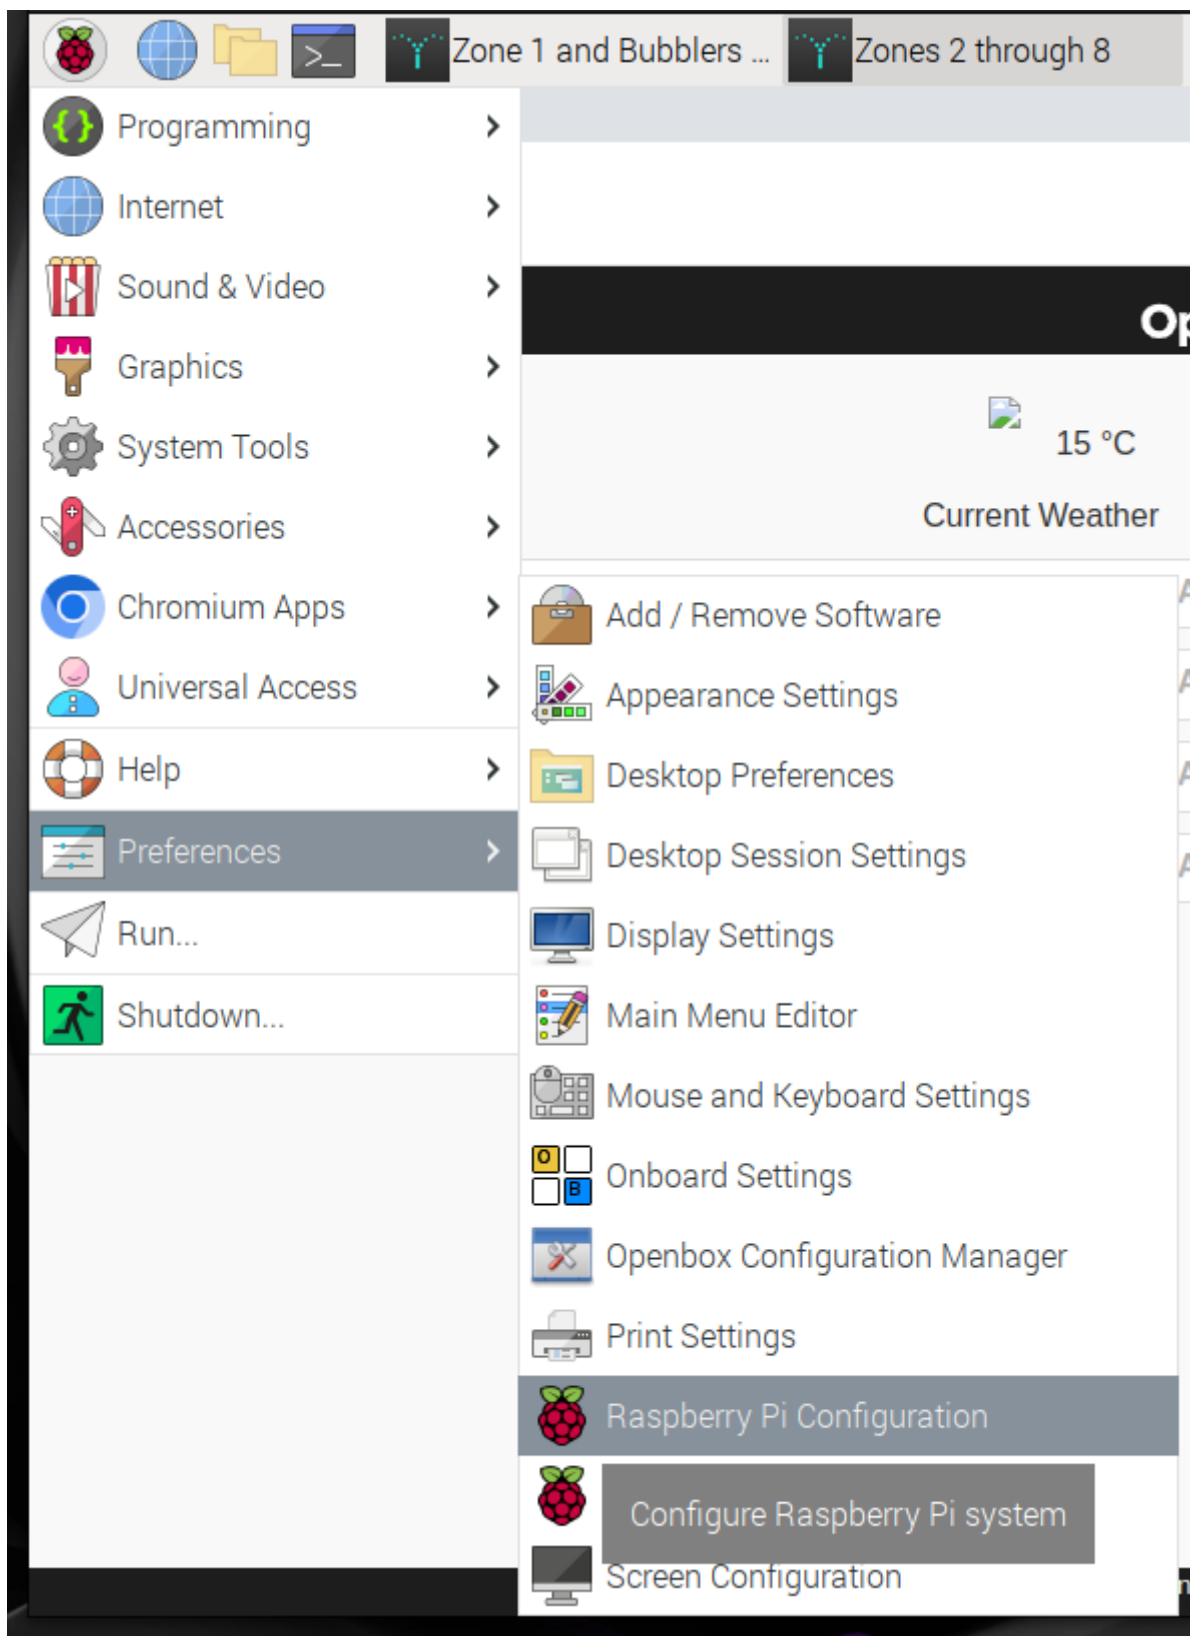 Zone 1 and Bubblers ...
Zones 2 through 8
Programming
Internet
Sound & Video
Graphics
System Tools
Accessories
Chromium Apps
Universal Access
Help
Preferences
Run...
Shutdown...
Op
15 °C
Current Weather
Add / Remove Software
Appearance Settings
Desktop Preferences
Desktop Session Settings
Display Settings
Main Menu Editor
Mouse and Keyboard Settings
O
B
Onboard Settings
Openbox Configuration Manager
Print Settings
Raspberry Pi Configuration
Configure Raspberry Pi system
Screen Configuration